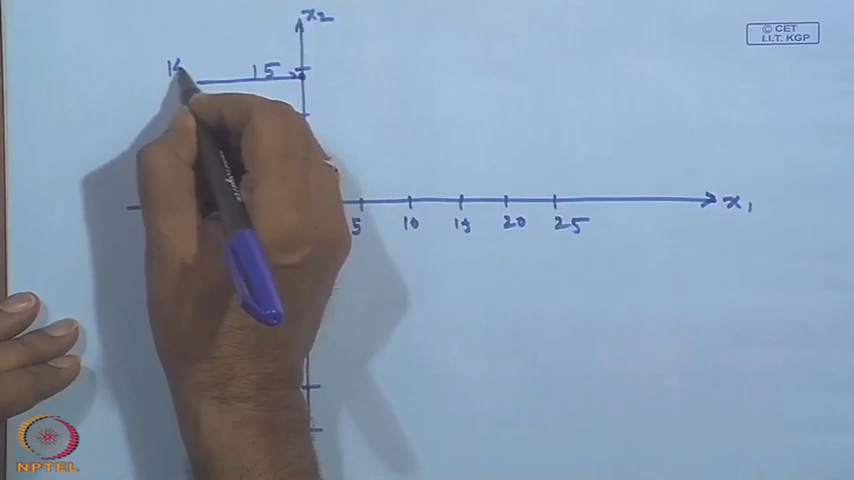 x₂
© CET
I.I.T. KGP
15
x₁
5 10 15 20 25
NPTEL